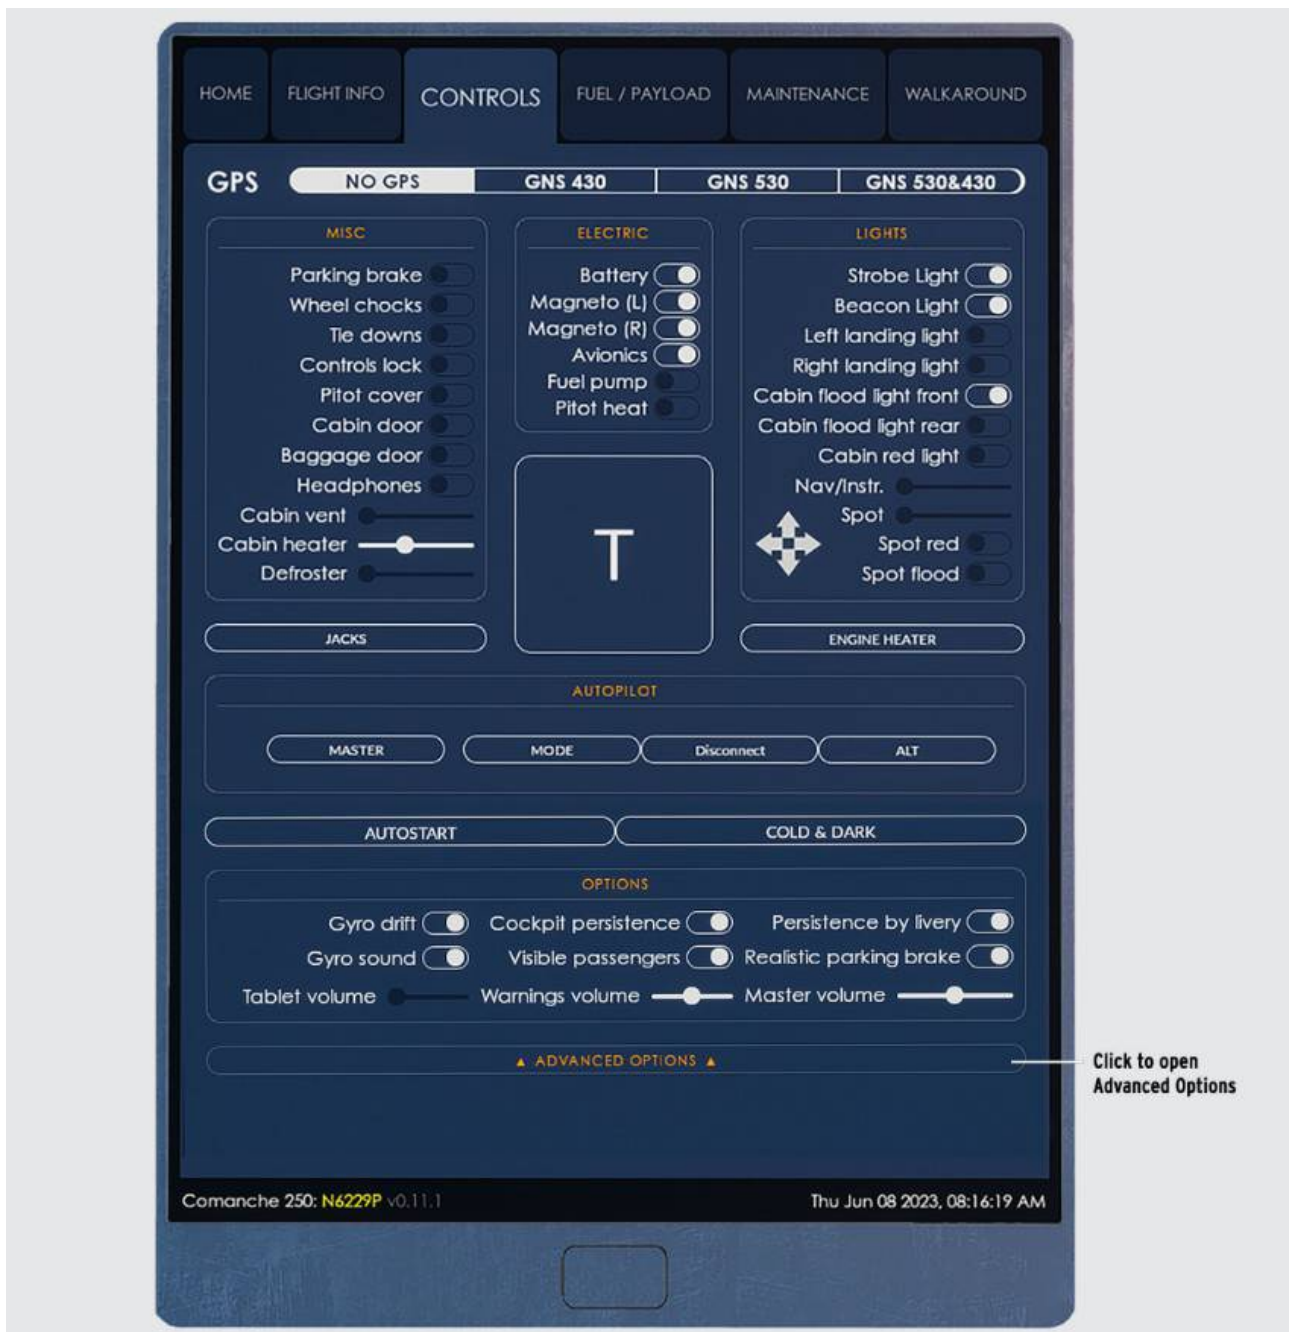 HOME FLIGHT INFO CONTROLS FUEL / PAYLOAD MAINTENANCE WALKAROUND
GPS NO GPS GNS 430 GNS 530 GNS 530&430
MISC
Parking brake
Wheel chocks
Tie downs
Controls lock
Pitot cover
Cabin door
Baggage door
Headphones
Cabin vent
Cabin heater
Defroster
JACKS
ELECTRIC
Battery
Magneto (L)
Magneto (R)
Avionics
Fuel pump
Pitot heat
T
LIGHTS
Strobe Light
Beacon Light
Left landing light
Right landing light
Cabin flood light front
Cabin flood light rear
Cabin red light
Nav/Instr.
Spot
Spot red
Spot flood
ENGINE HEATER
AUTOPILOT
MASTER MODE Disconnect ALT
AUTOSTART COLD & DARK
OPTIONS
Gyro drift Cockpit persistence Persistence by livery
Gyro sound Visible passengers Realistic parking brake
Tablet volume Warnings volume Master volume
▲ ADVANCED OPTIONS ▲
Click to open
Advanced Options
Comanche 250: N6229P v0.11.1 Thu Jun 08 2023, 08:16:19 AM